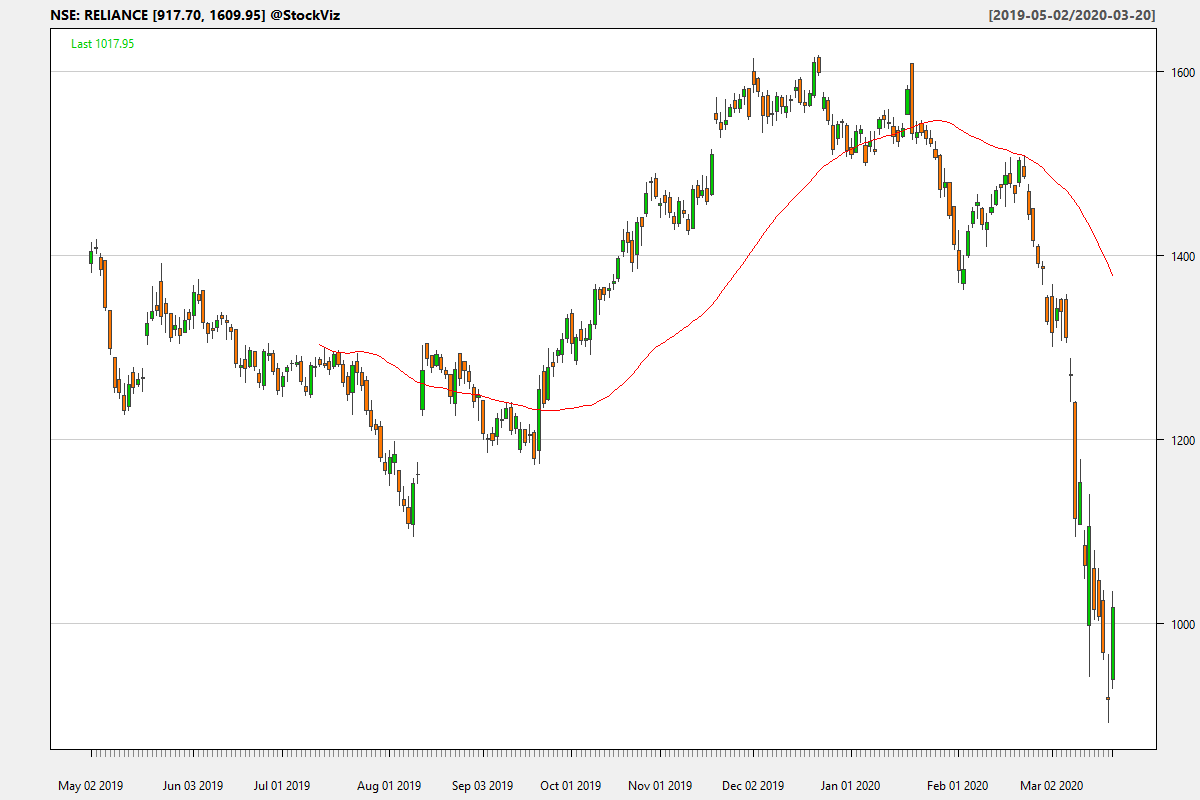 NSE: RELIANCE [917.70, 1609.95] @StockViz
[2019-05-02/2020-03-20]
Last 1017.95
1600
1400
1200
1000
May 02 2019 Jun 03 2019 Jul 01 2019 Aug 01 2019 Sep 03 2019 Oct 01 2019 Nov 01 2019 Dec 02 2019 Jan 01 2020 Feb 01 2020 Mar 02 2020